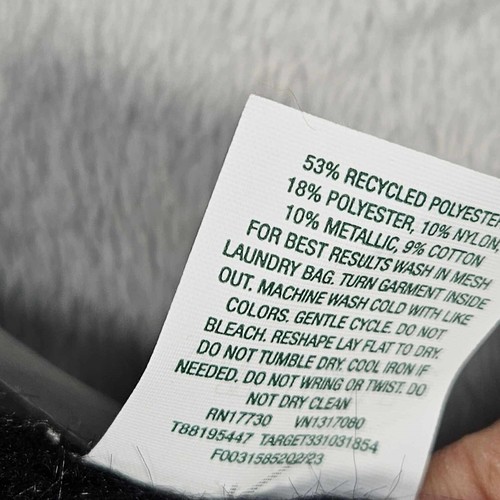 53% RECYCLED POLYESTER
18% POLYESTER, 10% NYLON,
10% METALLIC, 9% COTTON
FOR BEST RESULTS WASH IN MESH
LAUNDRY BAG. TURN GARMENT INSIDE
OUT. MACHINE WASH COLD WITH LIKE
COLORS. GENTLE CYCLE. DO NOT
BLEACH. RESHAPE LAY FLAT TO DRY.
DO NOT TUMBLE DRY. COOL IRON IF
NEEDED. DO NOT WRING OR TWIST. DO
NOT DRY CLEAN
RN17730 VN1317080
T88195447 TARGET331031854
F0031585202/23